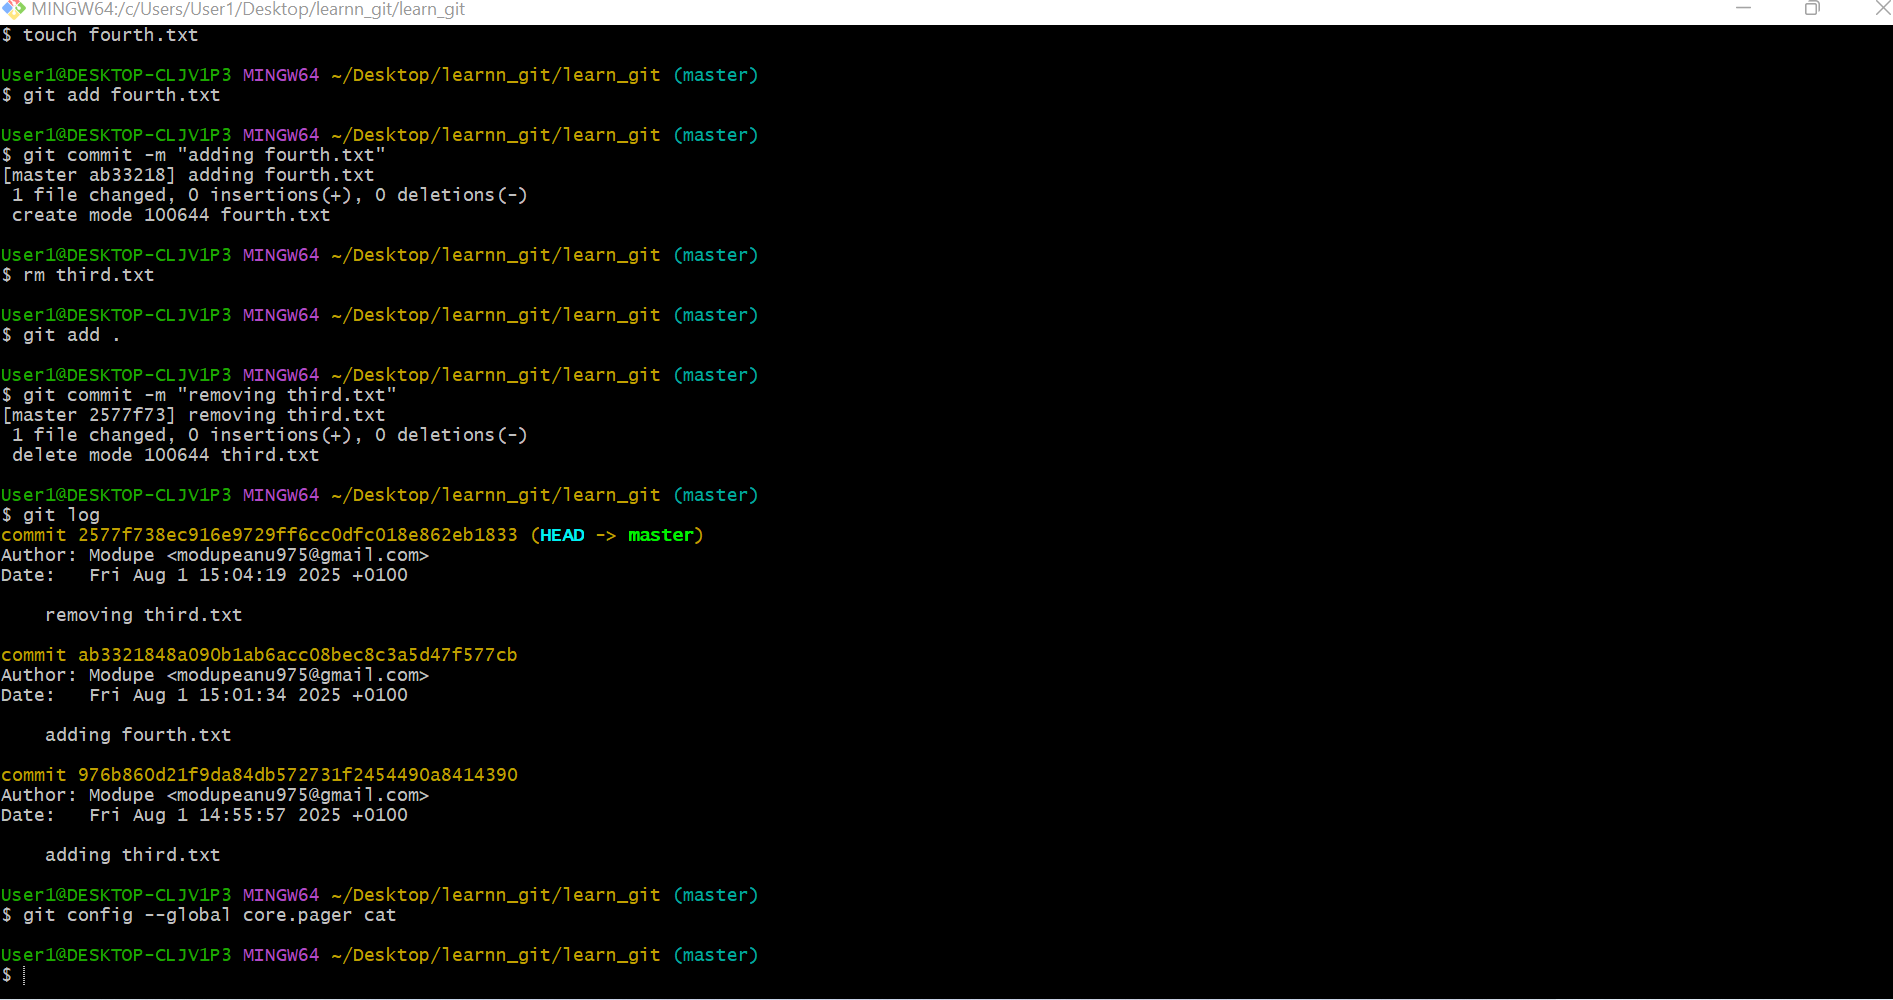 MINGW64:/c/Users/User1/Desktop/learnn_git/learn_git
$ touch fourth.txt
User1@DESKTOP-CLJV1P3 MINGW64 ~/Desktop/learnn_git/learn_git (master)
$ git add fourth.txt
User1@DESKTOP-CLJV1P3 MINGW64 ~/Desktop/learnn_git/learn_git (master)
$ git commit -m "adding fourth.txt"
[master ab33218] adding fourth.txt
 1 file changed, 0 insertions(+), 0 deletions(-)
 create mode 100644 fourth.txt
User1@DESKTOP-CLJV1P3 MINGW64 ~/Desktop/learnn_git/learn_git (master)
$ rm third.txt
User1@DESKTOP-CLJV1P3 MINGW64 ~/Desktop/learnn_git/learn_git (master)
$ git add .
User1@DESKTOP-CLJV1P3 MINGW64 ~/Desktop/learnn_git/learn_git (master)
$ git commit -m "removing third.txt"
[master 2577f73] removing third.txt
 1 file changed, 0 insertions(+), 0 deletions(-)
 delete mode 100644 third.txt
User1@DESKTOP-CLJV1P3 MINGW64 ~/Desktop/learnn_git/learn_git (master)
$ git log
commit 2577f738ec916e9729ff6cc0dfc018e862eb1833 (HEAD -> master)
Author: Modupe <modupeanu975@gmail.com>
Date:   Fri Aug 1 15:04:19 2025 +0100
    removing third.txt
commit ab3321848a090b1ab6acc08bec8c3a5d47f577cb
Author: Modupe <modupeanu975@gmail.com>
Date:   Fri Aug 1 15:01:34 2025 +0100
    adding fourth.txt
commit 976b860d21f9da84db572731f2454490a8414390
Author: Modupe <modupeanu975@gmail.com>
Date:   Fri Aug 1 14:55:57 2025 +0100
    adding third.txt
User1@DESKTOP-CLJV1P3 MINGW64 ~/Desktop/learnn_git/learn_git (master)
$ git config --global core.pager cat
User1@DESKTOP-CLJV1P3 MINGW64 ~/Desktop/learnn_git/learn_git (master)
$